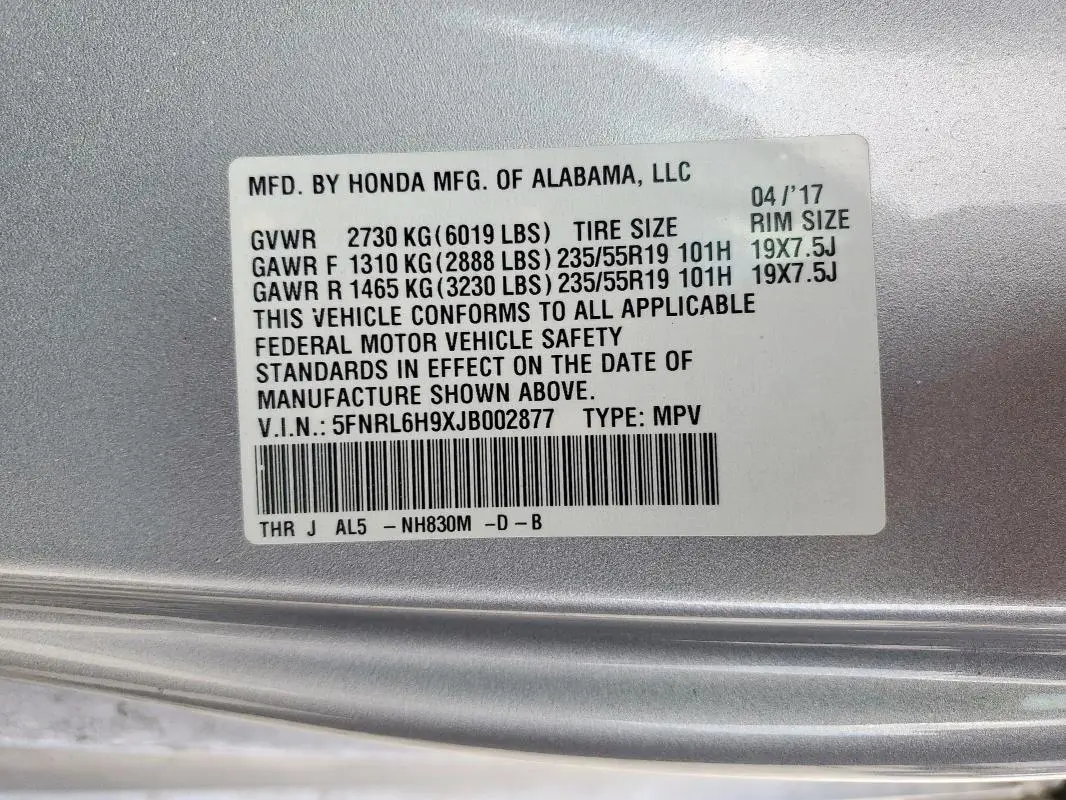 MFD. BY HONDA MFG. OF ALABAMA, LLC
04/'17
GVWR 2730 KG(6019 LBS) TIRE SIZE RIM SIZE
GAWR F 1310 KG(2888 LBS) 235/55R19 101H 19X7.5J
GAWR R 1465 KG(3230 LBS) 235/55R19 101H 19X7.5J
THIS VEHICLE CONFORMS TO ALL APPLICABLE
FEDERAL MOTOR VEHICLE SAFETY
STANDARDS IN EFFECT ON THE DATE OF
MANUFACTURE SHOWN ABOVE.
V.I.N.: 5FNRL6H9XJB002877 TYPE: MPV
THR J AL5 -NH830M -D-B